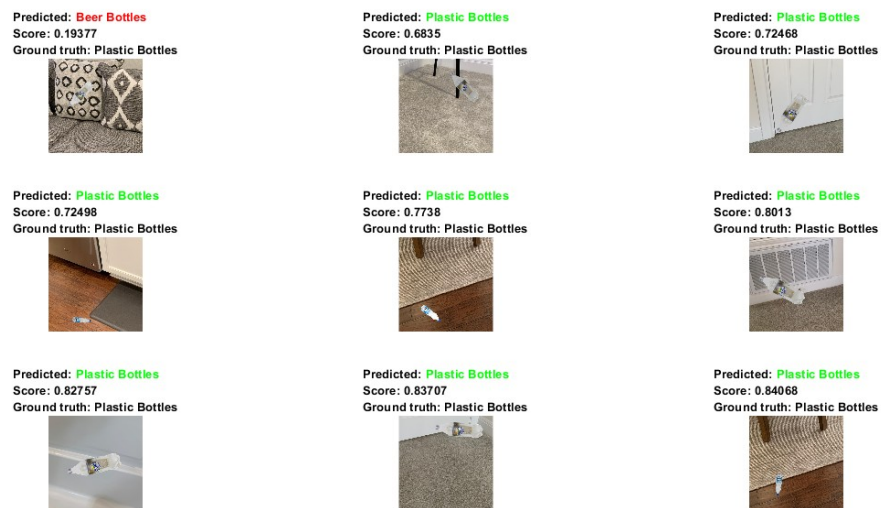 Predicted: Beer Bottles
Score: 0.19377
Ground truth: Plastic Bottles
Predicted: Plastic Bottles
Score: 0.6835
Ground truth: Plastic Bottles
Predicted: Plastic Bottles
Score: 0.72468
Ground truth: Plastic Bottles
Predicted: Plastic Bottles
Score: 0.72498
Ground truth: Plastic Bottles
Predicted: Plastic Bottles
Score: 0.7738
Ground truth: Plastic Bottles
Predicted: Plastic Bottles
Score: 0.8013
Ground truth: Plastic Bottles
Predicted: Plastic Bottles
Score: 0.82757
Ground truth: Plastic Bottles
Predicted: Plastic Bottles
Score: 0.83707
Ground truth: Plastic Bottles
Predicted: Plastic Bottles
Score: 0.84068
Ground truth: Plastic Bottles